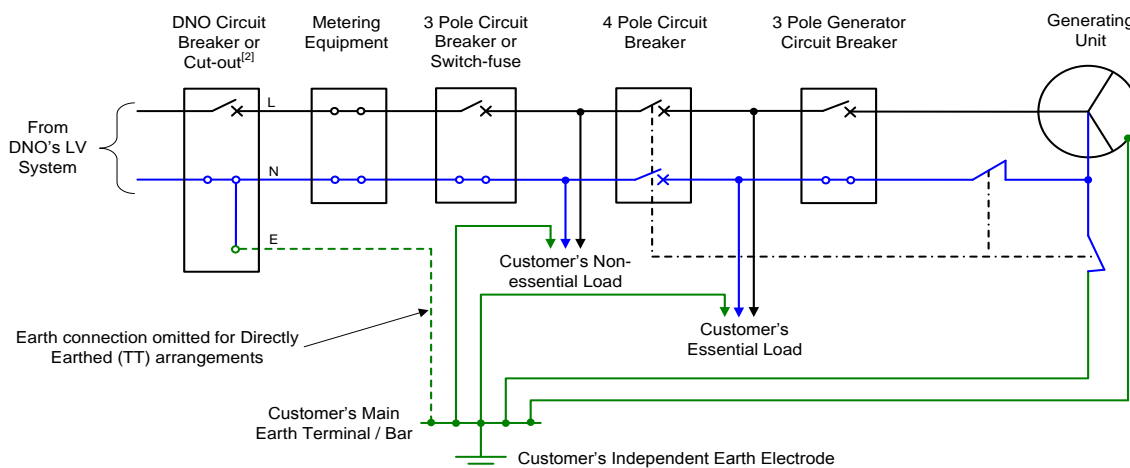 DNO Circuit
Breaker or
Cut-out[2]
Metering
Equipment
3 Pole Circuit
Breaker or
Switch-fuse
4 Pole Circuit
Breaker
3 Pole Generator
Circuit Breaker
Generating
Unit
L
From
DNO's LV
System
N
E
Customer's Non-
essential Load
Customer's
Essential Load
Earth connection omitted for Directly
Earthed (TT) arrangements
Customer's Main
Earth Terminal / Bar
Customer's Independent Earth Electrode